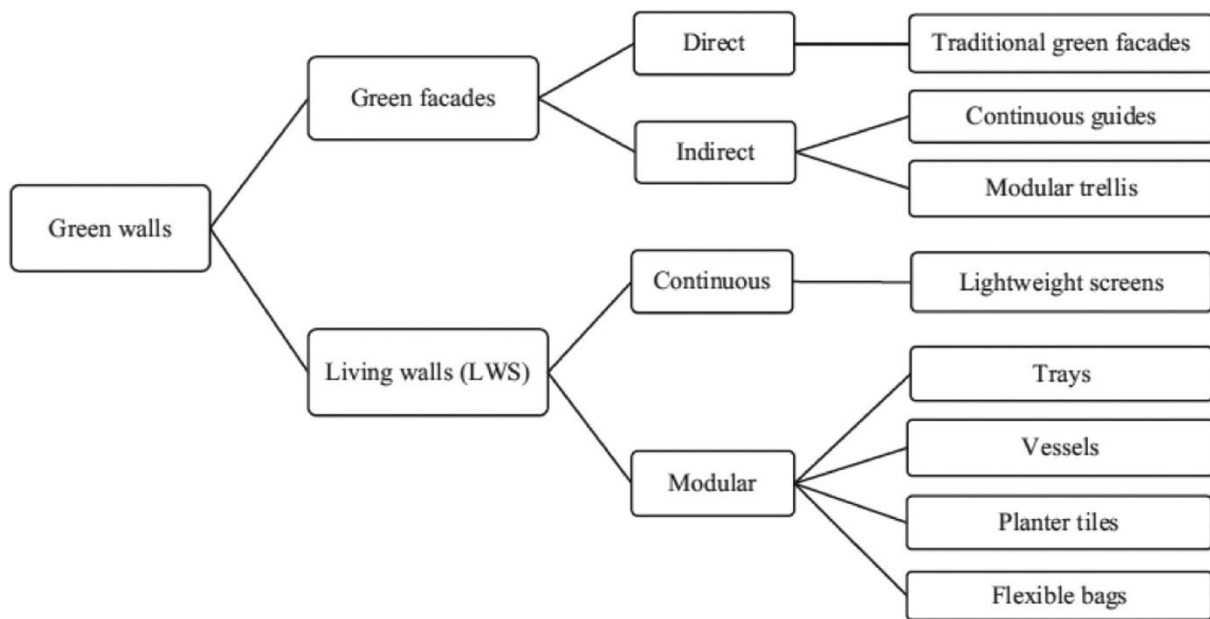 Green walls
Green facades
Direct
Traditional green facades
Indirect
Continuous guides
Modular trellis
Living walls (LWS)
Continuous
Lightweight screens
Modular
Trays
Vessels
Planter tiles
Flexible bags